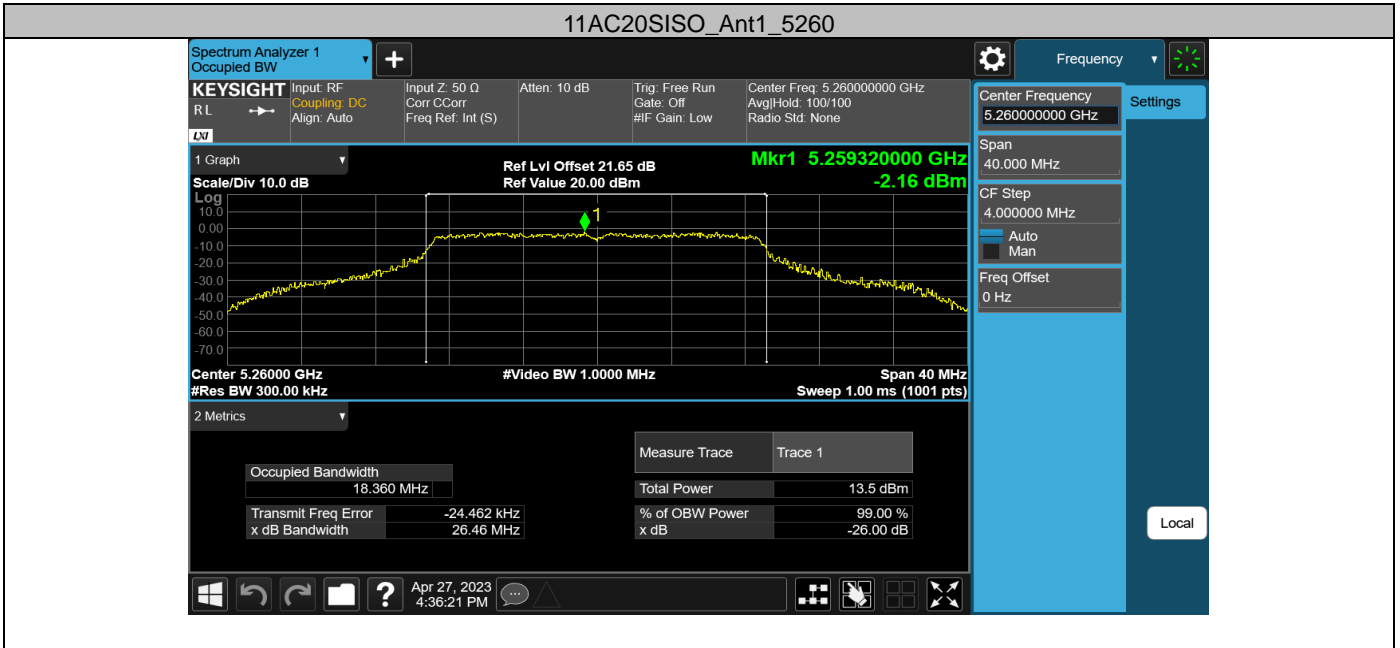 11AC20SISO_Ant1_5260
Spectrum Analyzer 1
Occupied BW
+
Frequency
KEYSIGHT
R L
LXI
Input: RF
Coupling: DC
Align: Auto
Input Z: 50 Ω
Corr CCorr
Freq Ref: Int (S)
Atten: 10 dB
Trig: Free Run
Gate: Off
#IF Gain: Low
Center Freq: 5.260000000 GHz
Avg|Hold: 100/100
Radio Std: None
Center Frequency
5.260000000 GHz
Settings
Span
40.000 MHz
CF Step
4.000000 MHz
Auto
Man
Freq Offset
0 Hz
Local
1 Graph
Scale/Div 10.0 dB
Ref Lvl Offset 21.65 dB
Ref Value 20.00 dBm
Mkr1 5.259320000 GHz
-2.16 dBm
Log
10.0
0.00
-10.0
-20.0
-30.0
-40.0
-50.0
-60.0
-70.0
1
Center 5.26000 GHz
#Res BW 300.00 kHz
#Video BW 1.0000 MHz
Span 40 MHz
Sweep 1.00 ms (1001 pts)
2 Metrics
Measure Trace Trace 1
Occupied Bandwidth
18.360 MHz
Total Power 13.5 dBm
Transmit Freq Error -24.462 kHz
% of OBW Power 99.00 %
x dB Bandwidth 26.46 MHz
x dB -26.00 dB
?
Apr 27, 2023
4:36:21 PM